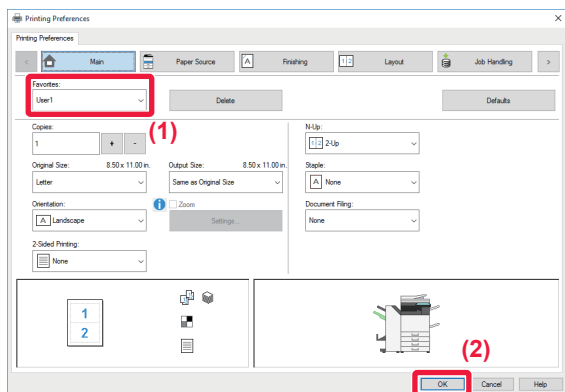 Printing Preferences
Printing Preferences
Main
Paper Source
Finishing
Layout
Job Handling
Favorites:
User1
Delete
Defaults
(1)
Copies:
1
+ -
N-Up:
2-Up
Original Size: 8.50 x 11.00 in.
Output Size: 8.50 x 11.00 in.
Staple:
Letter
Same as Original Size
None
Orientation:
Zoom
Document Filing:
Landscape
Settings...
None
2-Sided Printing:
None
1
2
(2)
OK
Cancel
Help